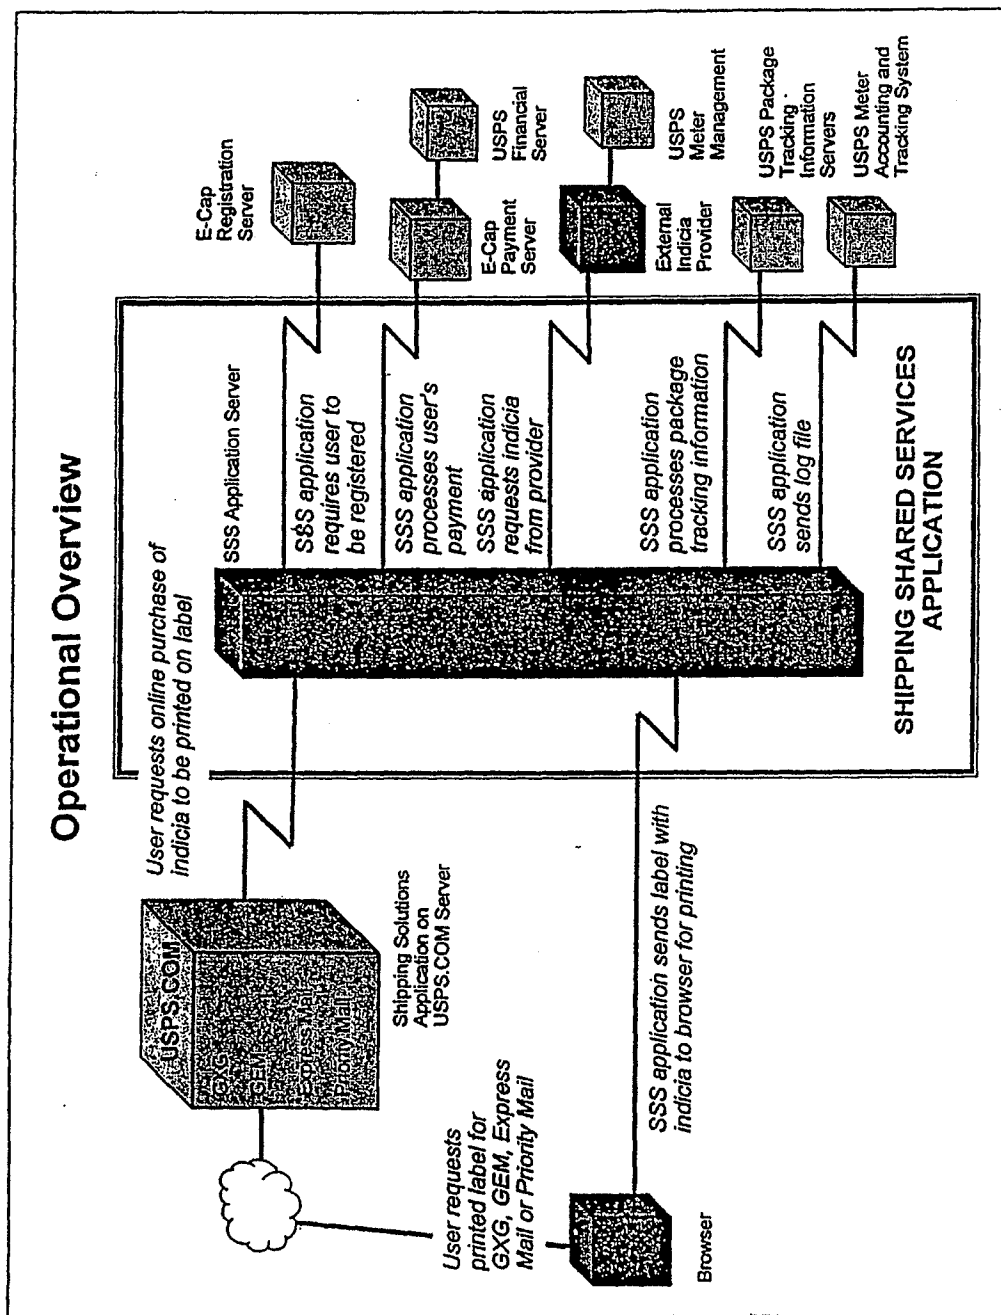 Operational Overview
User requests online purchase of
indicia to be printed on label
USPS.COM
GXG
GEM
Express Mail
Priority Mail
Shipping Solutions
Application on
USPS.COM Server
User requests
printed label for
GXG, GEM, Express
Mail or Priority Mail
Browser
SSS application sends label with
indicia to browser for printing
SSS Application Server
SSS application
requires user to
be registered
SSS application
processes user's
payment
SSS application
requests indicia
from provider
SSS application
processes package
tracking information
SSS application
sends log file
SHIPPING SHARED SERVICES
APPLICATION
E-Cap
Registration
Server
E-Cap
Payment
Server
USPS
Financial
Server
External
Indicia
Provider
USPS
Meter
Management
USPS Package
Tracking
Information
Servers
USPS Meter
Accounting and
Tracking System